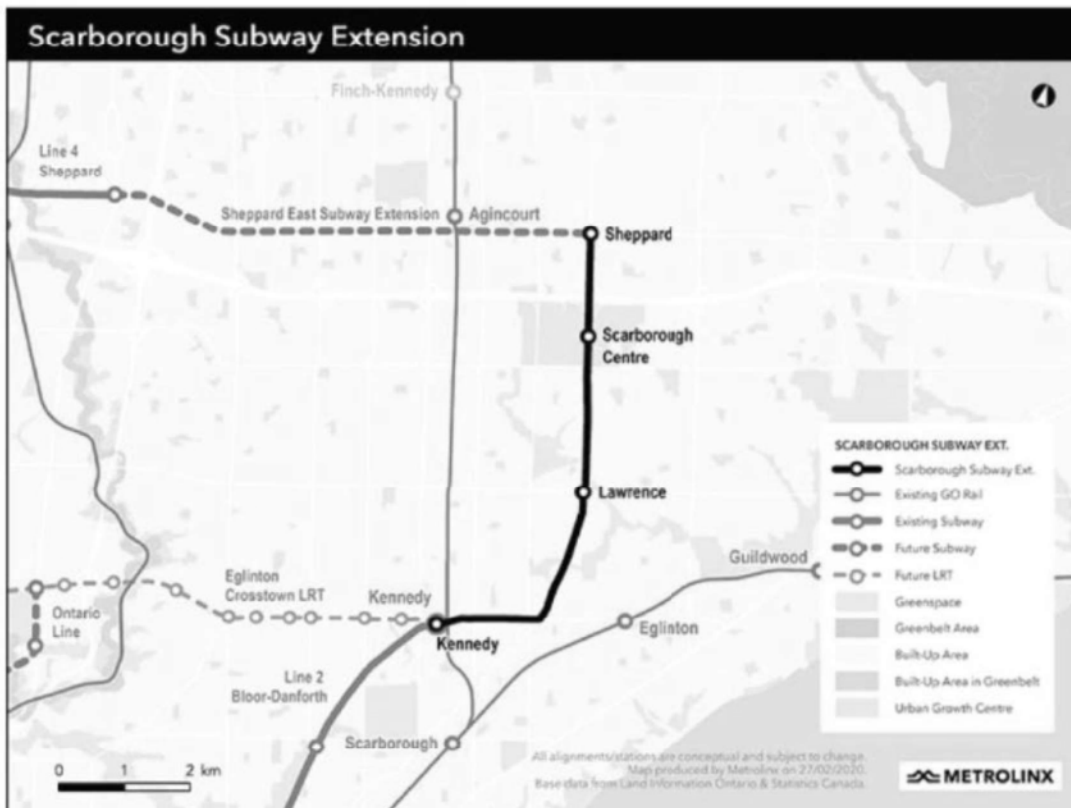 Scarborough Subway Extension
Finch-Kennedy
Line 4
Sheppard
Sheppard East Subway Extension
Agincourt
Sheppard
Scarborough
Centre
Lawrence
Guildwood
Eglinton
Crosstown LRT
Kennedy
Ontario
Line
Kennedy
Eglinton
Line 2
Bloor-Danforth
Scarborough
SCARBOROUGH SUBWAY EXT.
Scarborough Subway Ext.
Existing GO Rail
Existing Subway
Future Subway
Future LRT
Greenspace
Greenbelt Area
Built-Up Area
Built-Up Area in Greenbelt
Urban Growth Centre
0 1 2 km
All alignments/stations are conceptual and subject to change.
Map produced by Metrolinx on 27/02/2020.
Base data from Land Information Ontario & Statistics Canada.
METROLINX